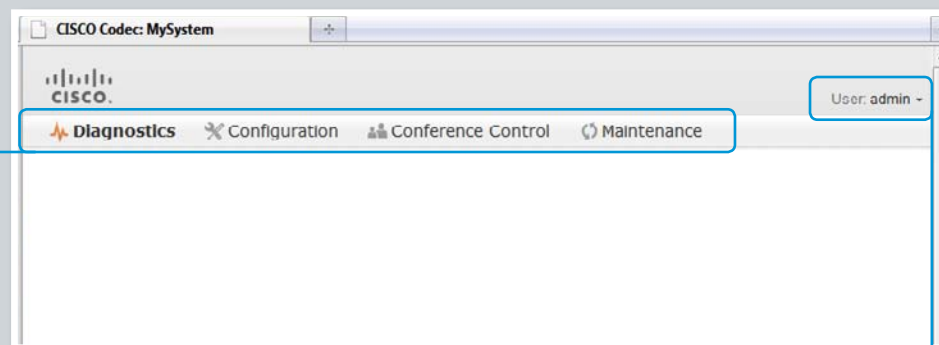 CISCO Codec: MySystem
CISCO.
User: admin
Diagnostics Configuration Conference Control Maintenance